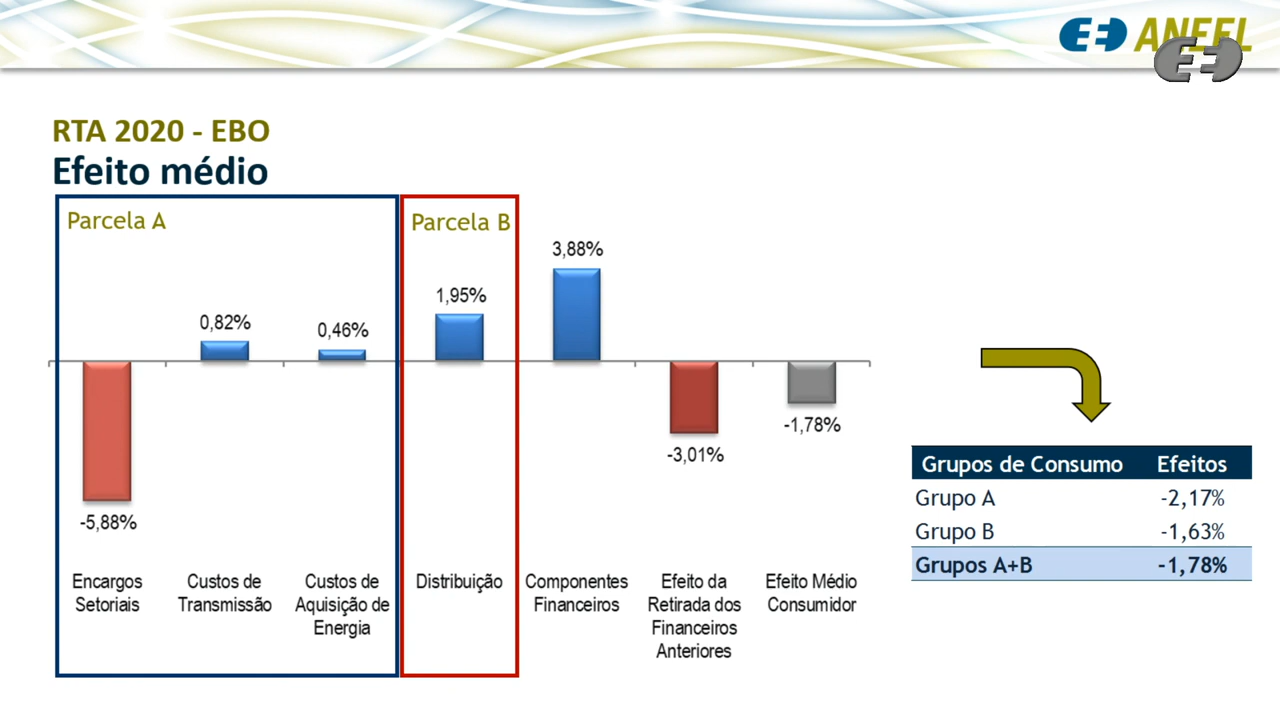 ANEEL
RTA 2020 - EBO
Efeito médio
Parcela A
Parcela B
3,88%
1,95%
0,82%
0,46%
-1,78%
-3,01%
-5,88%
Encargos
Setoriais
Custos de
Transmissão
Custos de
Aquisição de
Energia
Distribuição
Componentes
Financeiros
Efeito da
Retirada dos
Financeiros
Anteriores
Efeito Médio
Consumidor
Grupos de Consumo Efeitos
Grupo A -2,17%
Grupo B -1,63%
Grupos A+B -1,78%